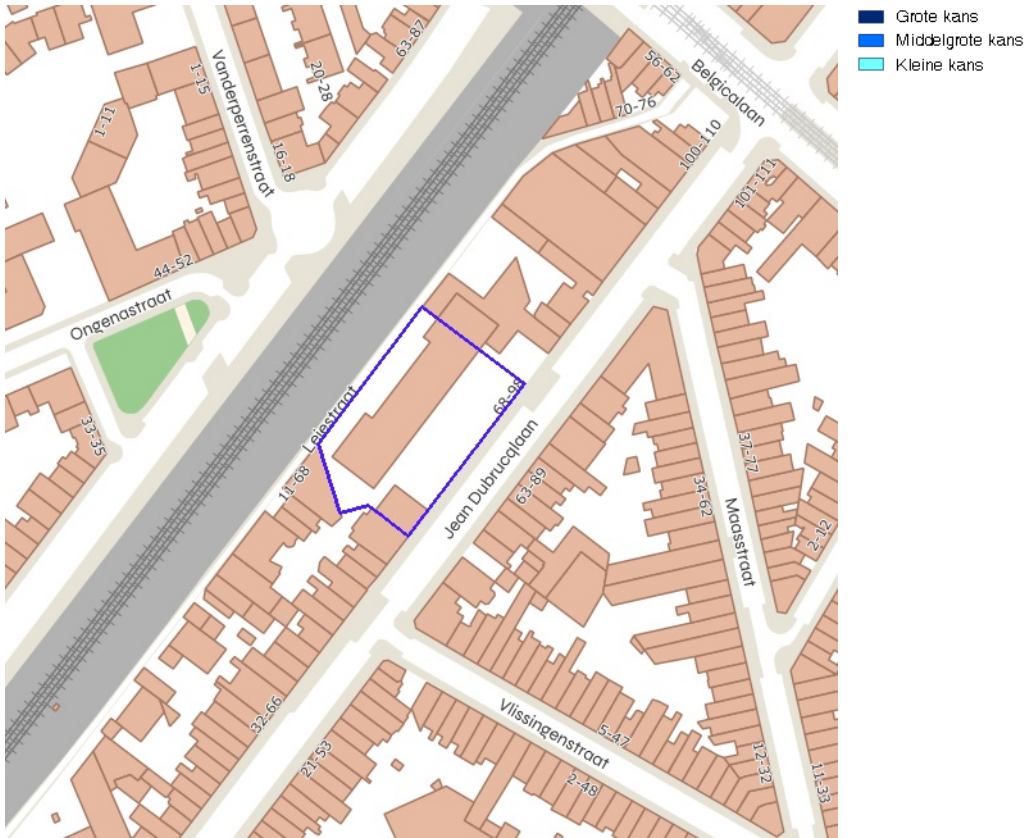 Grote kans
Middelgrote kans
Kleine kans
63-87
56-62
Belgicalaan
Vanderperrenstraat
20-28
1-15
70-76
1-11
100-110
16-18
101-111
44-52
Ongenastraat
68-98
Leiestraat
33-35
37-77
Jean Dubrucqlaan
11-68
63-89
34-62
Maasstraat
2-12
32-66
Vlissingenstraat
5-47
21-53
2-48
12-32
11-33